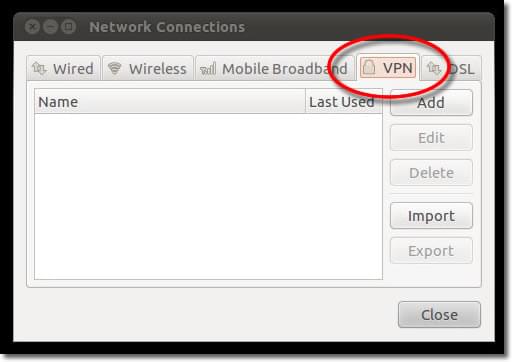 Network Connections
Wired Wireless Mobile Broadband VPN DSL
Name Last Used
Add
Edit
Delete
Import
Export
Close